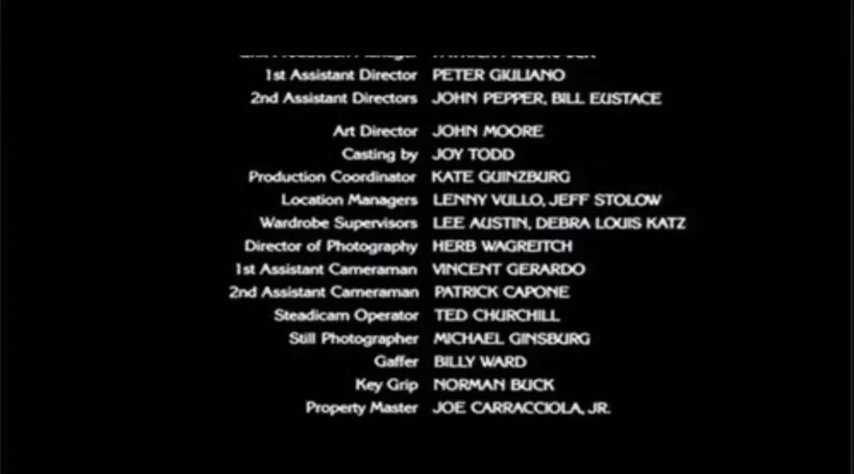 1st Assistant Director PETER GIULIANO
2nd Assistant Directors JOHN PEPPER, BILL EUSTACE
Art Director JOHN MOORE
Casting by JOY TODD
Production Coordinator KATE GUINZBURG
Location Managers LENNY VULLO, JEFF STOLOW
Wardrobe Supervisors LEE AUSTIN, DEBRA LOUIS KATZ
Director of Photography HERB WAGREITCH
1st Assistant Cameraman VINCENT GERARDO
2nd Assistant Cameraman PATRICK CAPONE
Steadicam Operator TED CHURCHILL
Still Photographer MICHAEL GINSBURG
Gaffer BILLY WARD
Key Grip NORMAN BUCK
Property Master JOE CARRACCIOLA, JR.